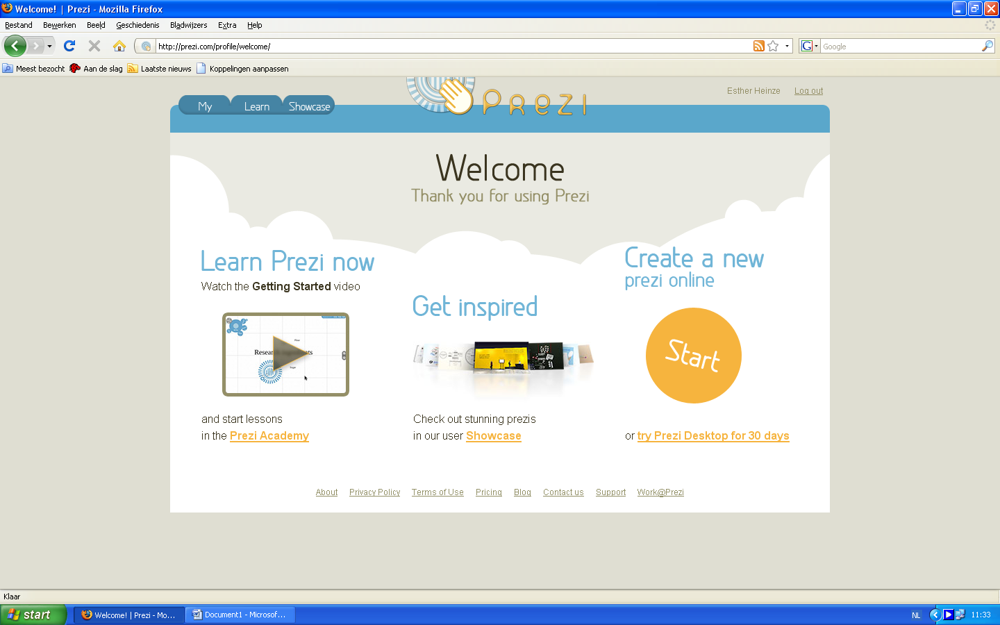 Welcome! | Prezi - Mozilla Firefox
Bestand Bewerken Beeld Geschiedenis Bladwijzers Extra Help
http://prezi.com/profile/welcome/
Google
Meest bezocht Aan de slag Laatste nieuws Koppelingen aanpassen
Esther Heinze Log out
My Learn Showcase
PREZI
Welcome
Thank you for using Prezi
Learn Prezi now
Watch the Getting Started video
and start lessons
in the Prezi Academy
Get inspired
Check out stunning prezis
in our user Showcase
Create a new
prezi online
Start
or try Prezi Desktop for 30 days
About Privacy Policy Terms of Use Pricing Blog Contact us Support Work@Prezi
Klaar
start Welcome! | Prezi - Mo... Document1 - Microsof... NL 11:33